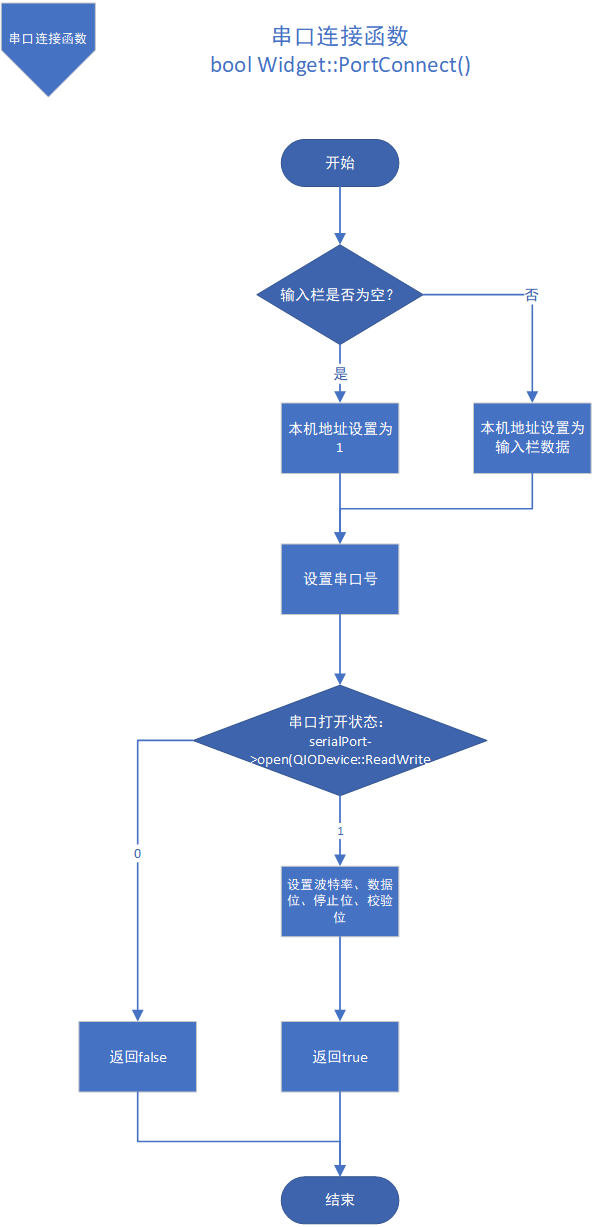 串口连接函数
串口连接函数
bool Widget::PortConnect()
开始
输入栏是否为空？
否
是
本机地址设置为
1
本机地址设置为
输入栏数据
设置串口号
串口打开状态：
serialPort-
>open(QIODevice::ReadWrite
1
0
设置波特率、数据
位、停止位、校验
位
返回false
返回true
结束